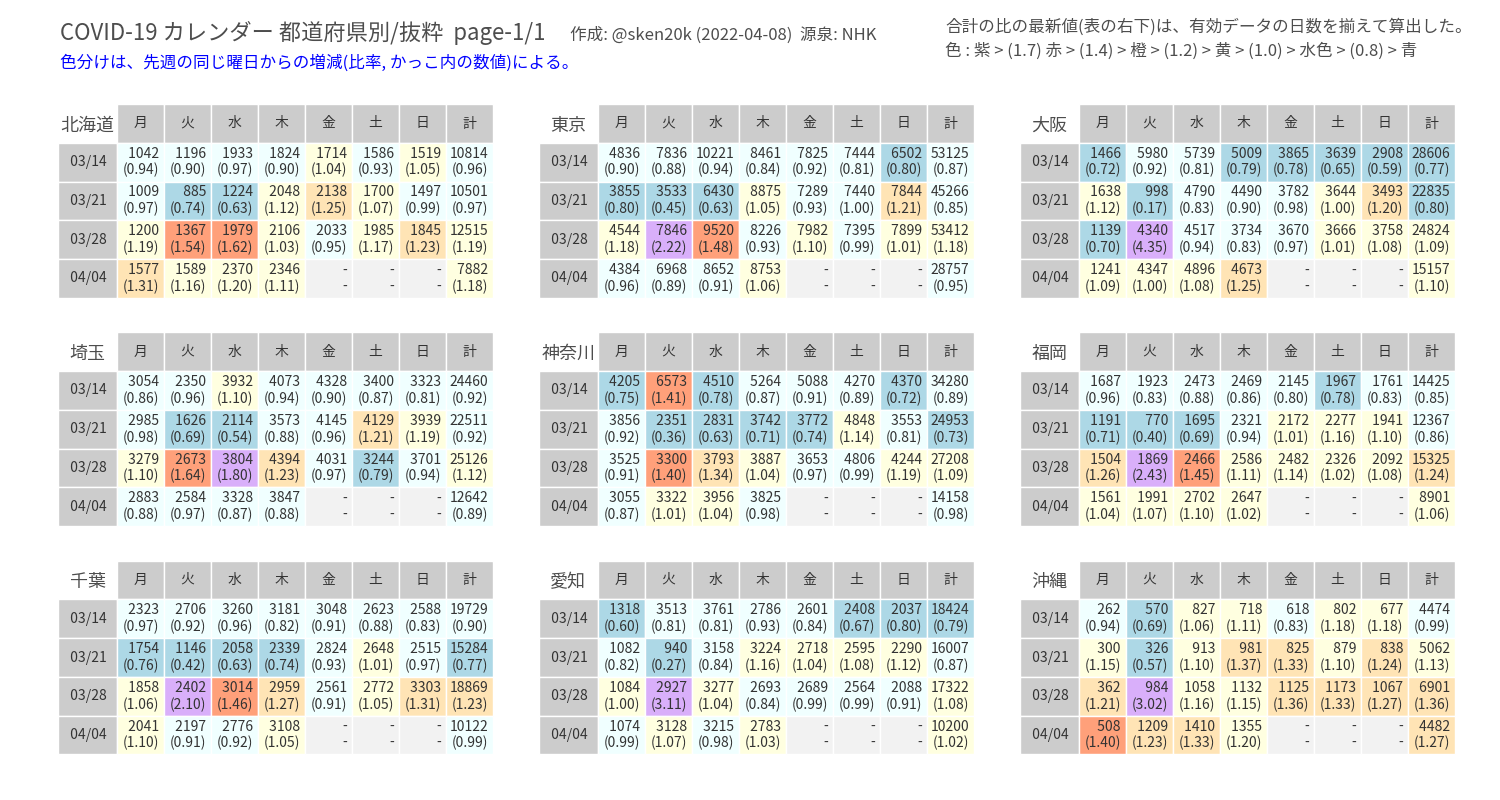 COVID-19 カレンダー 都道府県別/抜粋 page-1/1 作成: @sken20k (2022-04-08) 源泉: NHK
色分けは、先週の同じ曜日からの増減(比率, かっこ内の数値)による。
合計の比の最新値(表の右下)は、有効データの日数を揃えて算出した。
色 : 紫 > (1.7) 赤 > (1.4) > 橙 > (1.2) > 黄 > (1.0) > 水色 > (0.8) > 青
北海道 月 火 水 木 金 土 日 計
03/14 1042 1196 1933 1824 1714 1586 1519 10814
(0.94) (0.90) (0.97) (0.90) (1.04) (0.93) (1.05) (0.96)
03/21 1009 885 1224 2048 2138 1700 1497 10501
(0.97) (0.74) (0.63) (1.12) (1.25) (1.07) (0.99) (0.97)
03/28 1200 1367 1979 2106 2033 1985 1845 12515
(1.19) (1.54) (1.62) (1.03) (0.95) (1.17) (1.23) (1.19)
04/04 1577 1589 2370 2346 - - - 7882
(1.31) (1.16) (1.20) (1.11) - - - (1.18)
東京 月 火 水 木 金 土 日 計
03/14 4836 7836 10221 8461 7825 7444 6502 53125
(0.90) (0.88) (0.94) (0.84) (0.92) (0.81) (0.80) (0.87)
03/21 3855 3533 6430 8875 7289 7440 7844 45266
(0.80) (0.45) (0.63) (1.05) (0.93) (1.00) (1.21) (0.85)
03/28 4544 7846 9520 8226 7982 7395 7899 53412
(1.18) (2.22) (1.48) (0.93) (1.10) (0.99) (1.01) (1.18)
04/04 4384 6968 8652 8753 - - - 28757
(0.96) (0.89) (0.91) (1.06) - - - (0.95)
大阪 月 火 水 木 金 土 日 計
03/14 1466 5980 5739 5009 3865 3639 2908 28606
(0.72) (0.92) (0.81) (0.79) (0.78) (0.65) (0.59) (0.77)
03/21 1638 998 4790 4490 3782 3644 3493 22835
(1.12) (0.17) (0.83) (0.90) (0.98) (1.00) (1.20) (0.80)
03/28 1139 4340 4517 3734 3670 3666 3758 24824
(0.70) (4.35) (0.94) (0.83) (0.97) (1.01) (1.08) (1.09)
04/04 1241 4347 4896 4673 - - - 15157
(1.09) (1.00) (1.08) (1.25) - - - (1.10)
埼玉 月 火 水 木 金 土 日 計
03/14 3054 2350 3932 4073 4328 3400 3323 24460
(0.86) (0.96) (1.10) (0.94) (0.90) (0.87) (0.81) (0.92)
03/21 2985 1626 2114 3573 4145 4129 3939 22511
(0.98) (0.69) (0.54) (0.88) (0.96) (1.21) (1.19) (0.92)
03/28 3279 2673 3804 4394 4031 3244 3701 25126
(1.10) (1.64) (1.80) (1.23) (0.97) (0.79) (0.94) (1.12)
04/04 2883 2584 3328 3847 - - - 12642
(0.88) (0.97) (0.87) (0.88) - - - (0.89)
神奈川 月 火 水 木 金 土 日 計
03/14 4205 6573 4510 5264 5088 4270 4370 34280
(0.75) (1.41) (0.78) (0.87) (0.91) (0.89) (0.72) (0.89)
03/21 3856 2351 2831 3742 3772 4848 3553 24953
(0.92) (0.36) (0.63) (0.71) (0.74) (1.14) (0.81) (0.73)
03/28 3525 3300 3793 3887 3653 4806 4244 27208
(0.91) (1.40) (1.34) (1.04) (0.97) (0.99) (1.19) (1.09)
04/04 3055 3322 3956 3825 - - - 14158
(0.87) (1.01) (1.04) (0.98) - - - (0.98)
福岡 月 火 水 木 金 土 日 計
03/14 1687 1923 2473 2469 2145 1967 1761 14425
(0.96) (0.83) (0.88) (0.86) (0.80) (0.78) (0.83) (0.85)
03/21 1191 770 1695 2321 2172 2277 1941 12367
(0.71) (0.40) (0.69) (0.94) (1.01) (1.16) (1.10) (0.86)
03/28 1504 1869 2466 2586 2482 2326 2092 15325
(1.26) (2.43) (1.45) (1.11) (1.14) (1.02) (1.08) (1.24)
04/04 1561 1991 2702 2647 - - - 8901
(1.04) (1.07) (1.10) (1.02) - - - (1.06)
千葉 月 火 水 木 金 土 日 計
03/14 2323 2706 3260 3181 3048 2623 2588 19729
(0.97) (0.92) (0.96) (0.82) (0.91) (0.88) (0.83) (0.90)
03/21 1754 1146 2058 2339 2824 2648 2515 15284
(0.76) (0.42) (0.63) (0.74) (0.93) (1.01) (0.97) (0.77)
03/28 1858 2402 3014 2959 2561 2772 3303 18869
(1.06) (2.10) (1.46) (1.27) (0.91) (1.05) (1.31) (1.23)
04/04 2041 2197 2776 3108 - - - 10122
(1.10) (0.91) (0.92) (1.05) - - - (0.99)
愛知 月 火 水 木 金 土 日 計
03/14 1318 3513 3761 2786 2601 2408 2037 18424
(0.60) (0.81) (0.81) (0.93) (0.84) (0.67) (0.80) (0.79)
03/21 1082 940 3158 3224 2718 2595 2290 16007
(0.82) (0.27) (0.84) (1.16) (1.04) (1.08) (1.12) (0.87)
03/28 1084 2927 3277 2693 2689 2564 2088 17322
(1.00) (3.11) (1.04) (0.84) (0.99) (0.99) (0.91) (1.08)
04/04 1074 3128 3215 2783 - - - 10200
(0.99) (1.07) (0.98) (1.03) - - - (1.02)
沖縄 月 火 水 木 金 土 日 計
03/14 262 570 827 718 618 802 677 4474
(0.94) (0.69) (1.06) (1.11) (0.83) (1.18) (1.18) (0.99)
03/21 300 326 913 981 825 879 838 5062
(1.15) (0.57) (1.10) (1.37) (1.33) (1.10) (1.24) (1.13)
03/28 362 984 1058 1132 1125 1173 1067 6901
(1.21) (3.02) (1.16) (1.15) (1.36) (1.33) (1.27) (1.36)
04/04 508 1209 1410 1355 - - - 4482
(1.40) (1.23) (1.33) (1.20) - - - (1.27)